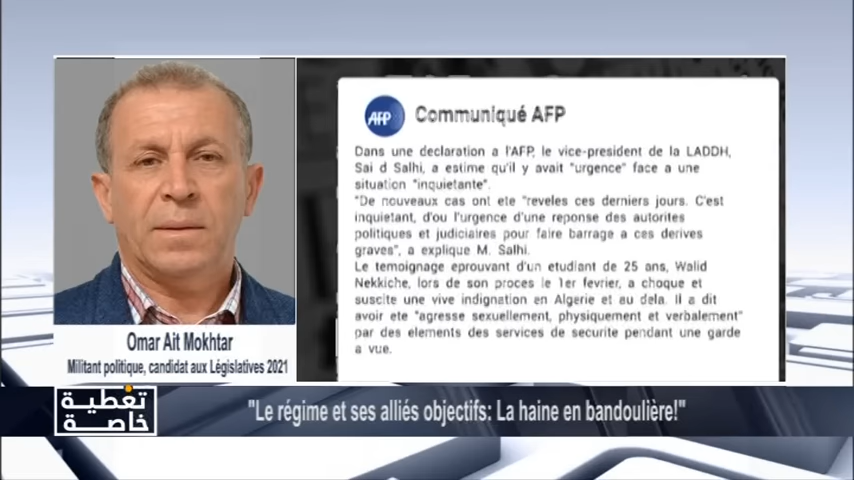 AFP Communiqué AFP
Dans une declaration a l'AFP, le vice-president de la LADDH,
Sai d Salhi, a estime qu'il y avait "urgence" face a une
situation "inquietante".
"De nouveaux cas ont ete "reveles ces derniers jours. C'est
inquietant, d'ou l'urgence d'une reponse des autorites
politiques et judiciaires pour faire barrage a ces derives
graves", a explique M. Salhi.
Le temoignage eprouvant d'un etudiant de 25 ans, Walid
Nekkiche, lors de son proces le 1er fevrier, a choque et
suscite une vive indignation en Algerie et au dela. Il a dit
avoir ete "agresse sexuellement, physiquement et verbalement"
par des elements des services de securite pendant une garde
a vue.
Omar Ait Mokhtar
Militant politique, candidat aux Législatives 2021
تغطية
خاصة
"Le régime et ses alliés objectifs: La haine en bandoulière!"